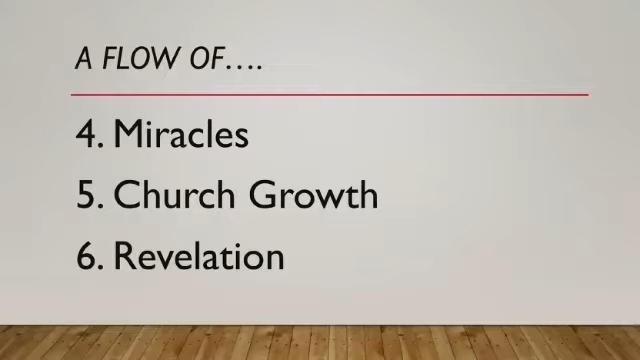 A FLOW OF….
4. Miracles
5. Church Growth
6. Revelation